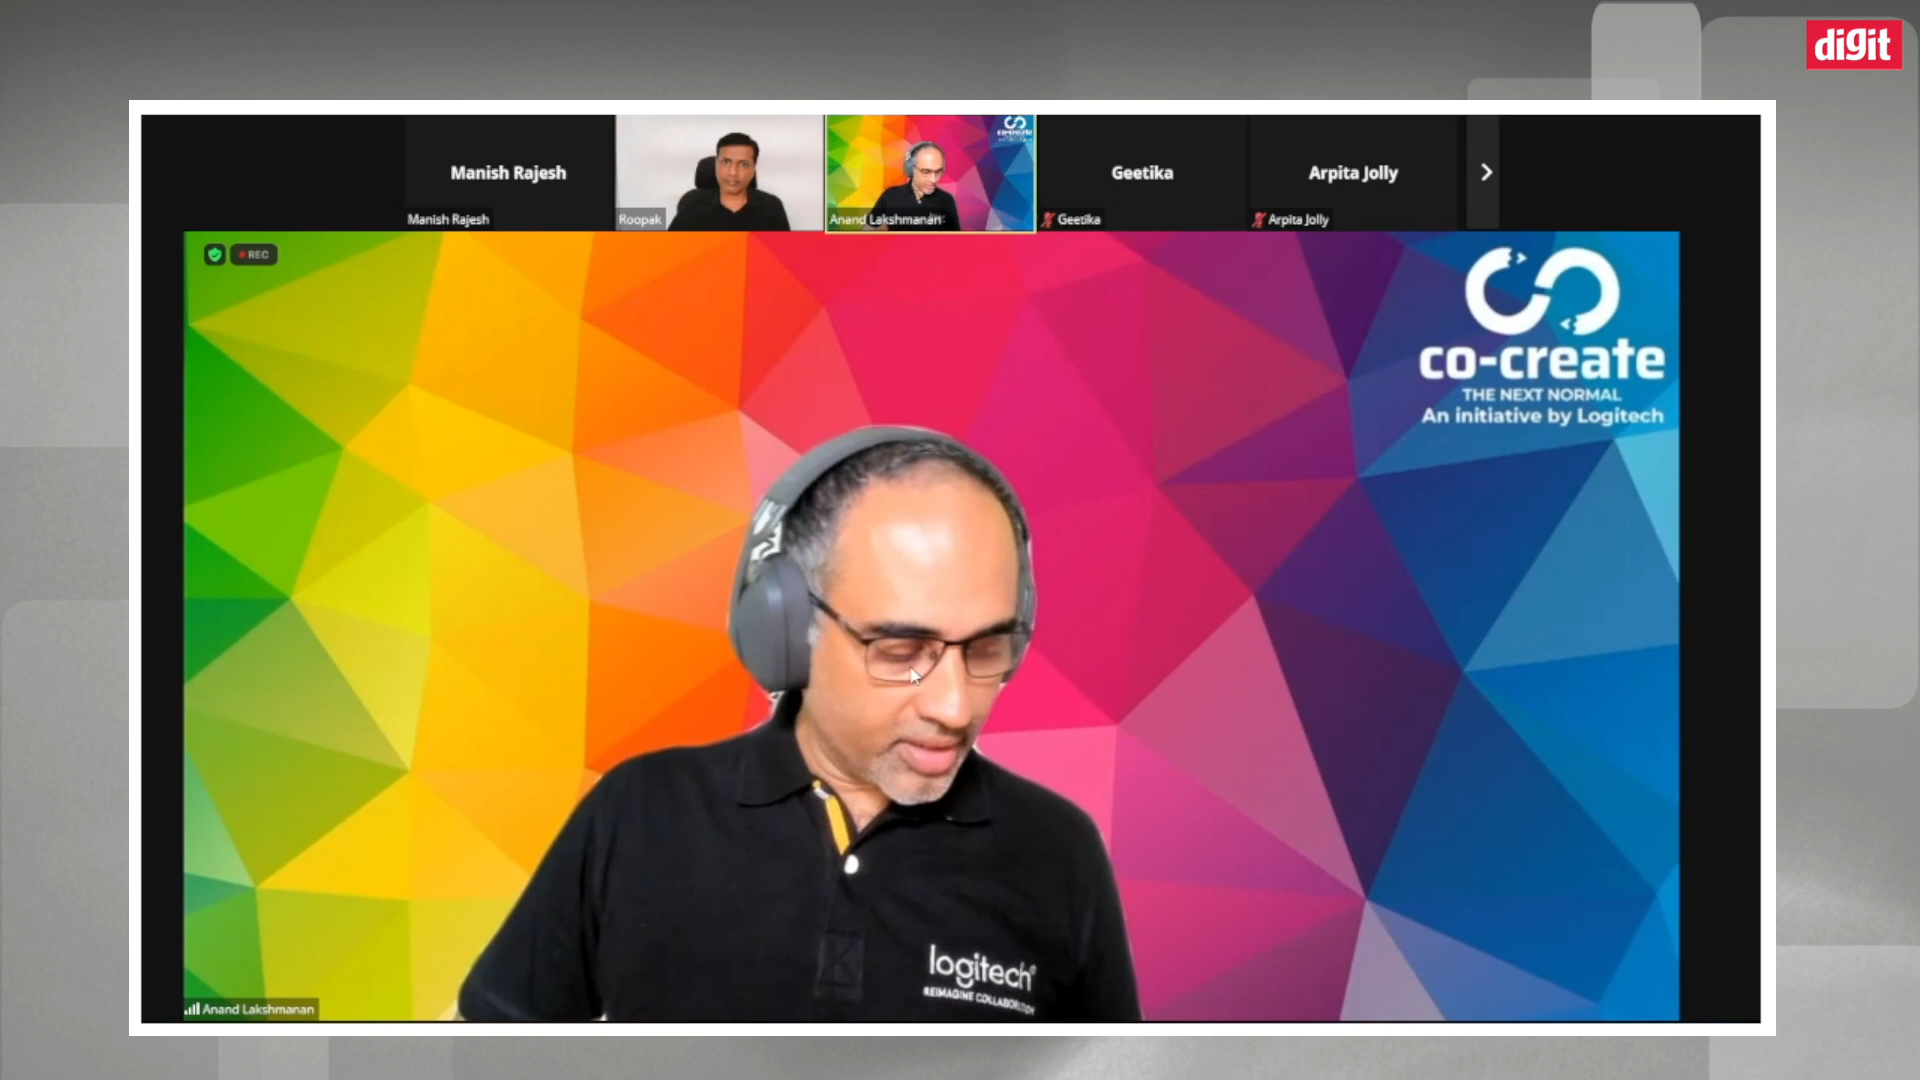 digit
Manish Rajesh
Geetika
Arpita Jolly
Manish Rajesh
Roopak
Anand Lakshmanan
Geetika
Arpita Jolly
REC
co-create
THE NEXT NORMAL
An initiative by Logitech
logitech
REIMAGINE COLLABORATION
Anand Lakshmanan